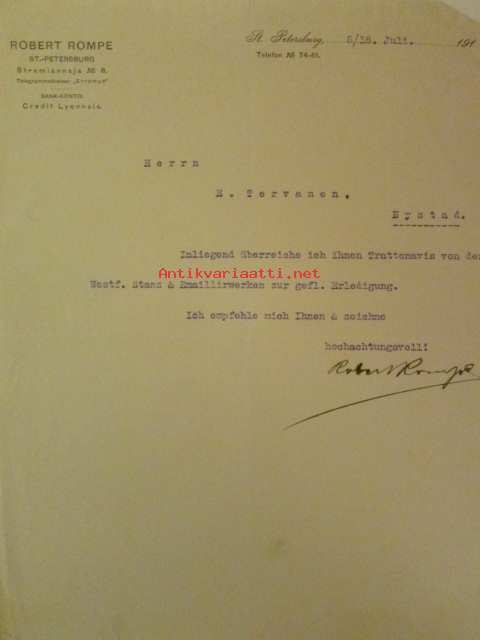 ROBERT ROMPE
ST.-PETERSBURG
Stremiannaja № 8.
Telegrammadresse: „Errompe“
BANK-KONTO:
Credit Lyonnais.
St. Petersburg, 5/18. Juli. 191
Telefon № 74-61.
Herrn
E. Tervanen,
Nystad.
Inliegend überreiche ich Ihnen Trattenavis von den
Westf. Stanz & Emaillirwerken zur gefl. Erledigung.
Ich empfehle mich Ihnen & zeichne
hochachtungsvoll!
Robert Rompe
Antikvariaatti.net